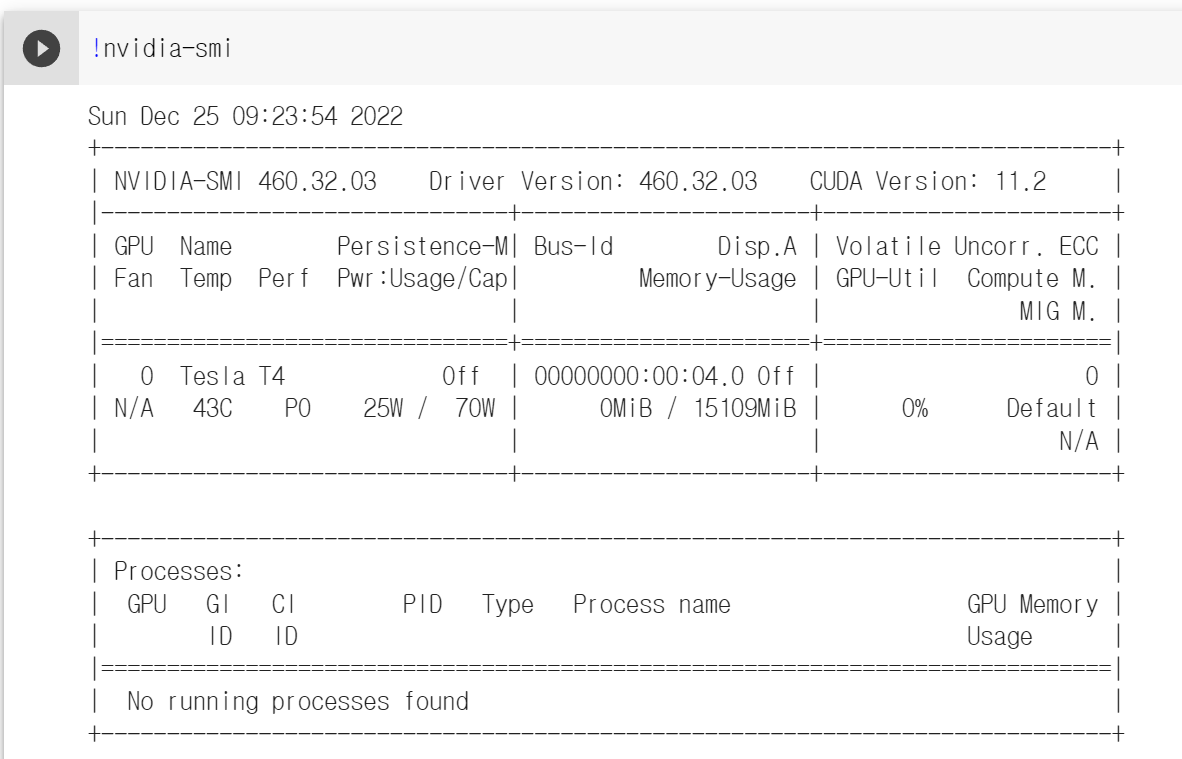 !nvidia-smi
Sun Dec 25 09:23:54 2022
+-----------------------------------------------------------------------------+
| NVIDIA-SMI 460.32.03    Driver Version: 460.32.03    CUDA Version: 11.2     |
|-------------------------------+----------------------+----------------------+
| GPU  Name        Persistence-M| Bus-Id        Disp.A | Volatile Uncorr. ECC |
| Fan  Temp  Perf  Pwr:Usage/Cap|         Memory-Usage | GPU-Util  Compute M. |
|                               |                      |               MIG M. |
|===============================+======================+======================|
|   0  Tesla T4            Off  | 00000000:00:04.0 Off |                    0 |
| N/A   43C    P0    25W /  70W |      0MiB / 15109MiB |      0%      Default |
|                               |                      |                  N/A |
+-------------------------------+----------------------+----------------------+
+-----------------------------------------------------------------------------+
| Processes:                                                                  |
|  GPU   GI   CI        PID   Type   Process name                  GPU Memory |
|        ID   ID                                                   Usage      |
|=============================================================================|
|  No running processes found                                                 |
+-----------------------------------------------------------------------------+